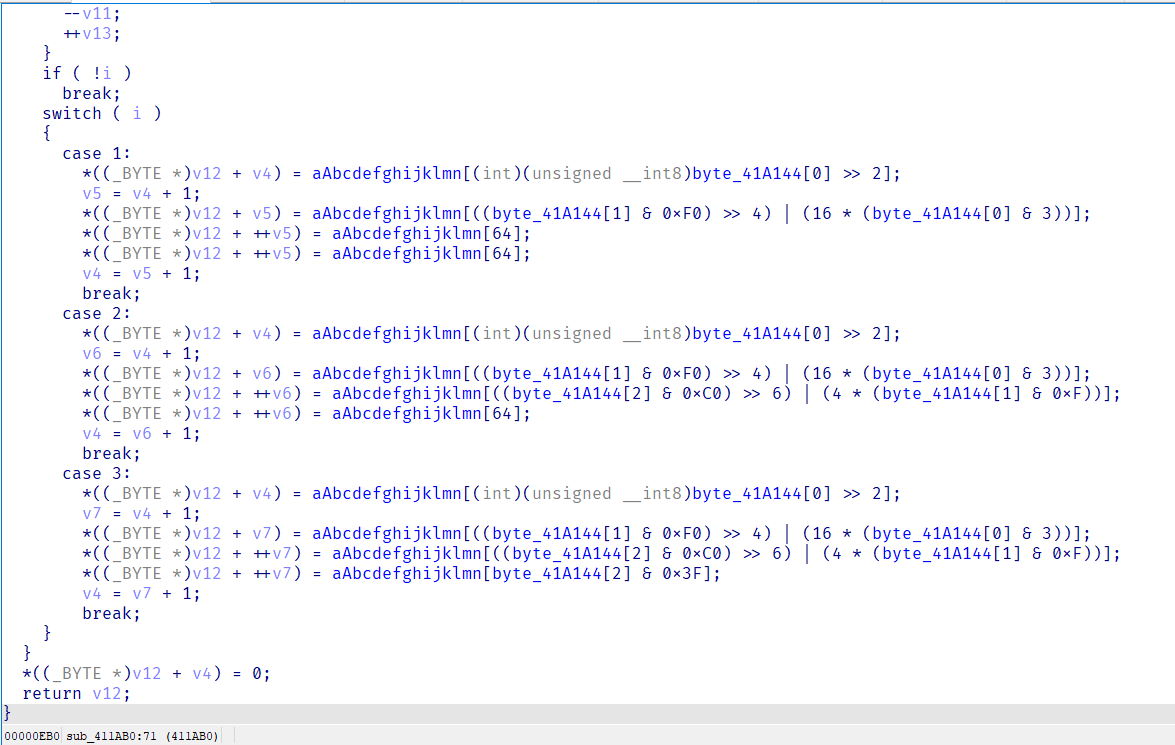 --v11;
      ++v13;
    }
    if ( !i )
      break;
    switch ( i )
    {
      case 1:
        *((_BYTE *)v12 + v4) = aAbcdefghijklmn[(int)(unsigned __int8)byte_41A144[0] >> 2];
        v5 = v4 + 1;
        *((_BYTE *)v12 + v5) = aAbcdefghijklmn[((byte_41A144[1] & 0xF0) >> 4) | (16 * (byte_41A144[0] & 3))];
        *((_BYTE *)v12 + ++v5) = aAbcdefghijklmn[64];
        *((_BYTE *)v12 + ++v5) = aAbcdefghijklmn[64];
        v4 = v5 + 1;
        break;
      case 2:
        *((_BYTE *)v12 + v4) = aAbcdefghijklmn[(int)(unsigned __int8)byte_41A144[0] >> 2];
        v6 = v4 + 1;
        *((_BYTE *)v12 + v6) = aAbcdefghijklmn[((byte_41A144[1] & 0xF0) >> 4) | (16 * (byte_41A144[0] & 3))];
        *((_BYTE *)v12 + ++v6) = aAbcdefghijklmn[((byte_41A144[2] & 0xC0) >> 6) | (4 * (byte_41A144[1] & 0xF))];
        *((_BYTE *)v12 + ++v6) = aAbcdefghijklmn[64];
        v4 = v6 + 1;
        break;
      case 3:
        *((_BYTE *)v12 + v4) = aAbcdefghijklmn[(int)(unsigned __int8)byte_41A144[0] >> 2];
        v7 = v4 + 1;
        *((_BYTE *)v12 + v7) = aAbcdefghijklmn[((byte_41A144[1] & 0xF0) >> 4) | (16 * (byte_41A144[0] & 3))];
        *((_BYTE *)v12 + ++v7) = aAbcdefghijklmn[((byte_41A144[2] & 0xC0) >> 6) | (4 * (byte_41A144[1] & 0xF))];
        *((_BYTE *)v12 + ++v7) = aAbcdefghijklmn[byte_41A144[2] & 0x3F];
        v4 = v7 + 1;
        break;
    }
  }
  *((_BYTE *)v12 + v4) = 0;
  return v12;
}
00000EB0 sub_411AB0:71 (411AB0)